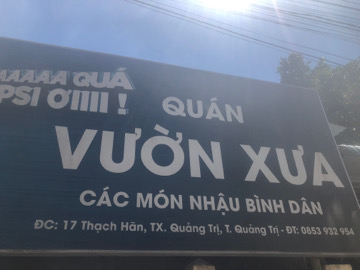 AAAAA QUÁ
PSI ƠIIII !
QUÁN
VƯỜN XƯA
CÁC MÓN NHẬU BÌNH DÂN
ĐC: 17 Thạch Hãn, TX. Quảng Trị, T. Quảng Trị - ĐT: 0853 932 954